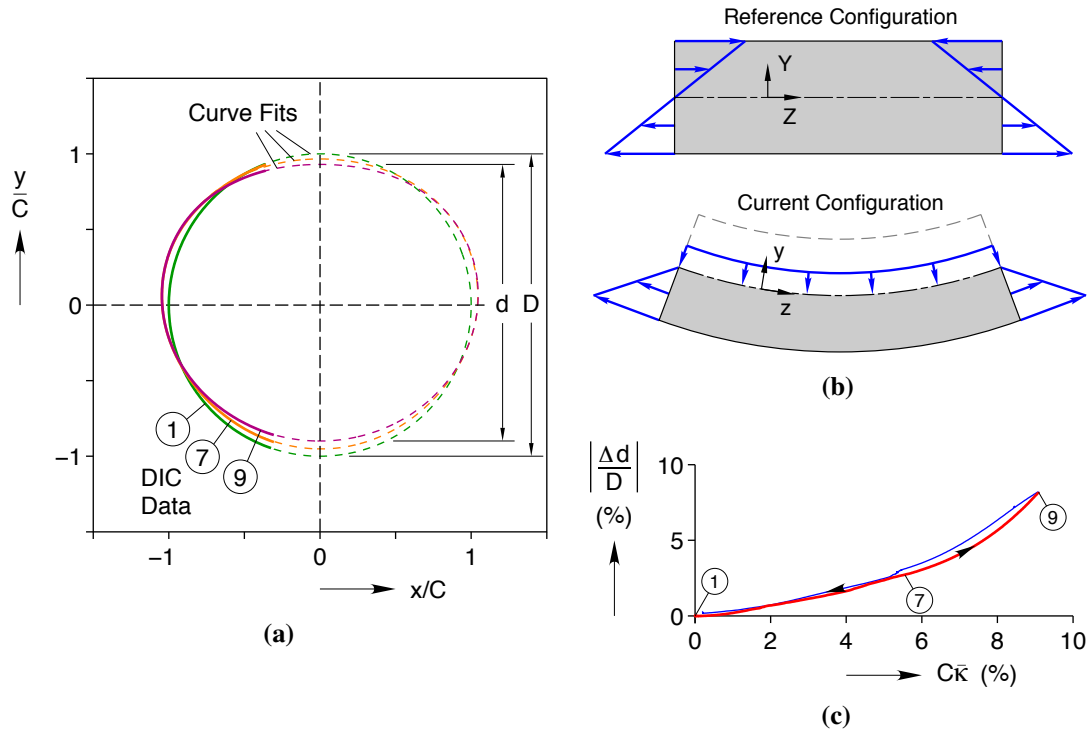 Curve Fits
y
C
1
0
−1
d
D
1
7
9
DIC
Data
−1
0
1
x/C
(a)
Reference Configuration
Y
Z
Current Configuration
y
z
(b)
|Δd/D|
(%)
10
5
0
1
7
9
0
2
4
6
8
10
Cκ̄ (%)
(c)